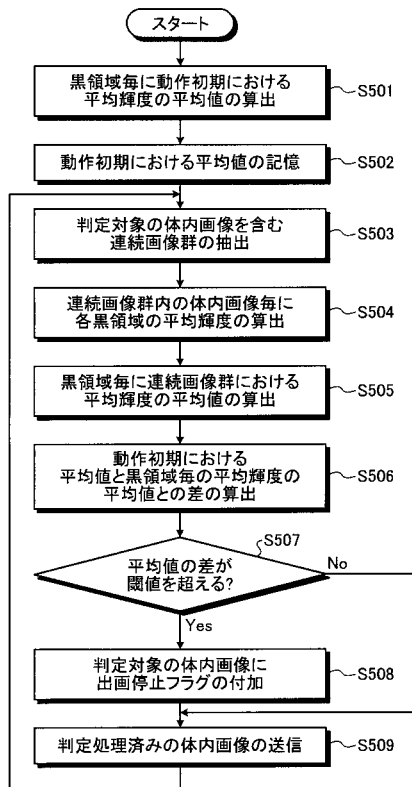 スタート
黒領域毎に動作初期における
平均輝度の平均値の算出
S501
動作初期における平均値の記憶
S502
判定対象の体内画像を含む
連続画像群の抽出
S503
連続画像群内の体内画像毎に
各黒領域の平均輝度の算出
S504
黒領域毎に連続画像群における
平均輝度の平均値の算出
S505
動作初期における
平均値と黒領域毎の平均輝度の
平均値との差の算出
S506
S507
平均値の差が
閾値を超える?
No
Yes
判定対象の体内画像に
出画停止フラグの付加
S508
判定処理済みの体内画像の送信
S509